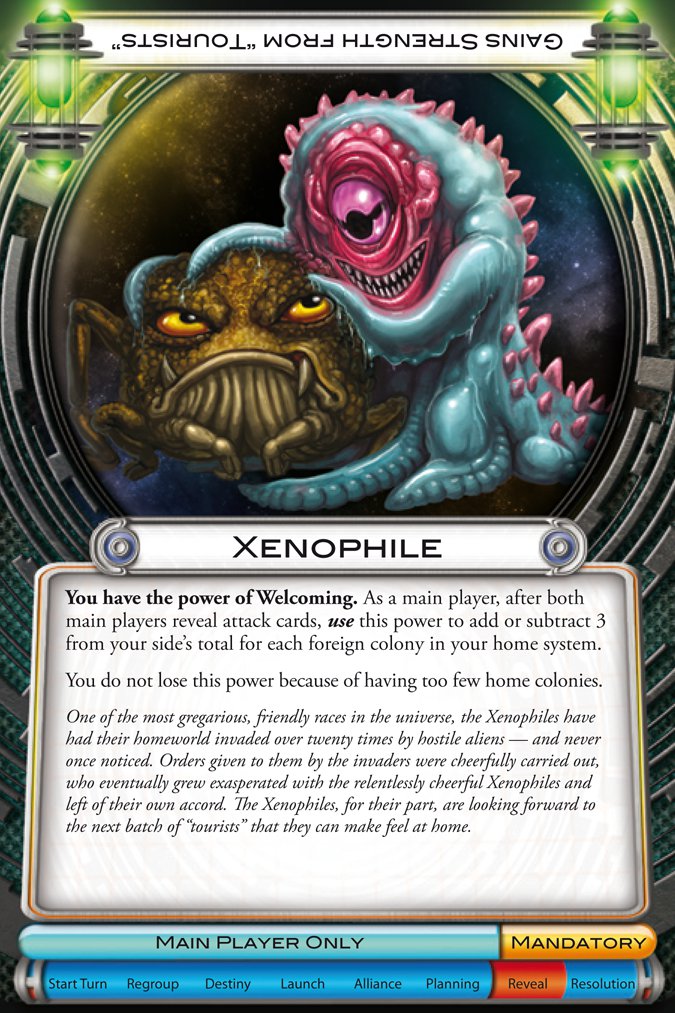 Gains Strength from "Tourists"
Xenophile
You have the power of Welcoming. As a main player, after both
main players reveal attack cards, use this power to add or subtract 3
from your side's total for each foreign colony in your home system.
You do not lose this power because of having too few home colonies.
One of the most gregarious, friendly races in the universe, the Xenophiles have
had their homeworld invaded over twenty times by hostile aliens — and never
once noticed. Orders given to them by the invaders were cheerfully carried out,
who eventually grew exasperated with the relentlessly cheerful Xenophiles and
left of their own accord. The Xenophiles, for their part, are looking forward to
the next batch of "tourists" that they can make feel at home.
Main Player Only Mandatory
Start Turn Regroup Destiny Launch Alliance Planning Reveal Resolution